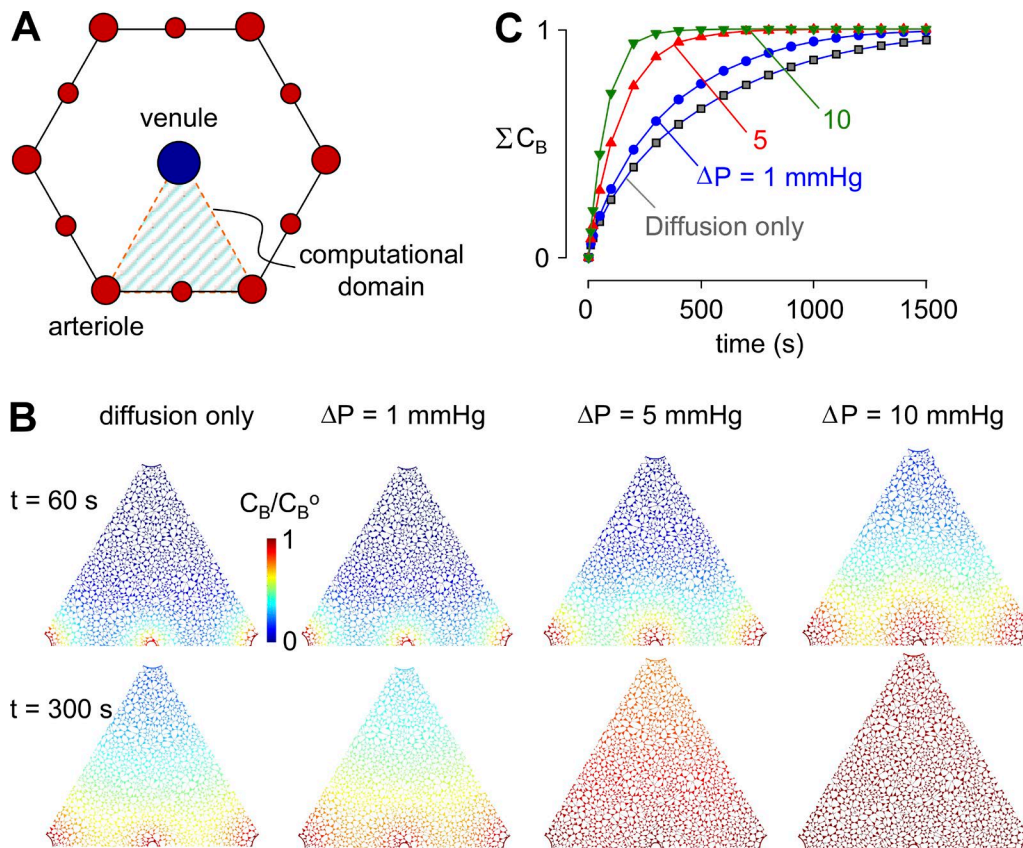 A
venule
computational
domain
arteriole
C
1
ΣC_B
0
10
5
ΔP = 1 mmHg
Diffusion only
0 500 1000 1500
time (s)
B
diffusion only ΔP = 1 mmHg ΔP = 5 mmHg ΔP = 10 mmHg
t = 60 s
C_B/C_B^o
1
0
t = 300 s